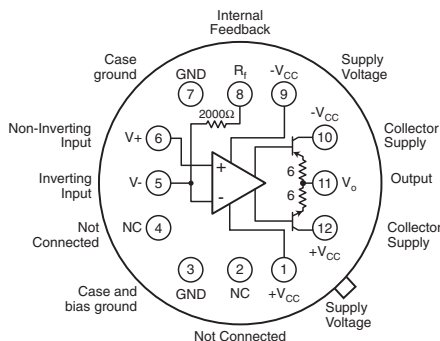 Internal
Feedback
Case
ground
GND
Rf
-VCC
Supply
Voltage
7
8
9
2000Ω
-VCC
Non-Inverting
Input
V+
6
+
10
Collector
Supply
6
Inverting
Input
V-
5
-
11
Vo
Output
6
Not
Connected
NC
4
12
+VCC
Collector
Supply
3
2
1
Case and
bias ground
GND
NC
+VCC
Supply
Voltage
Not Connected